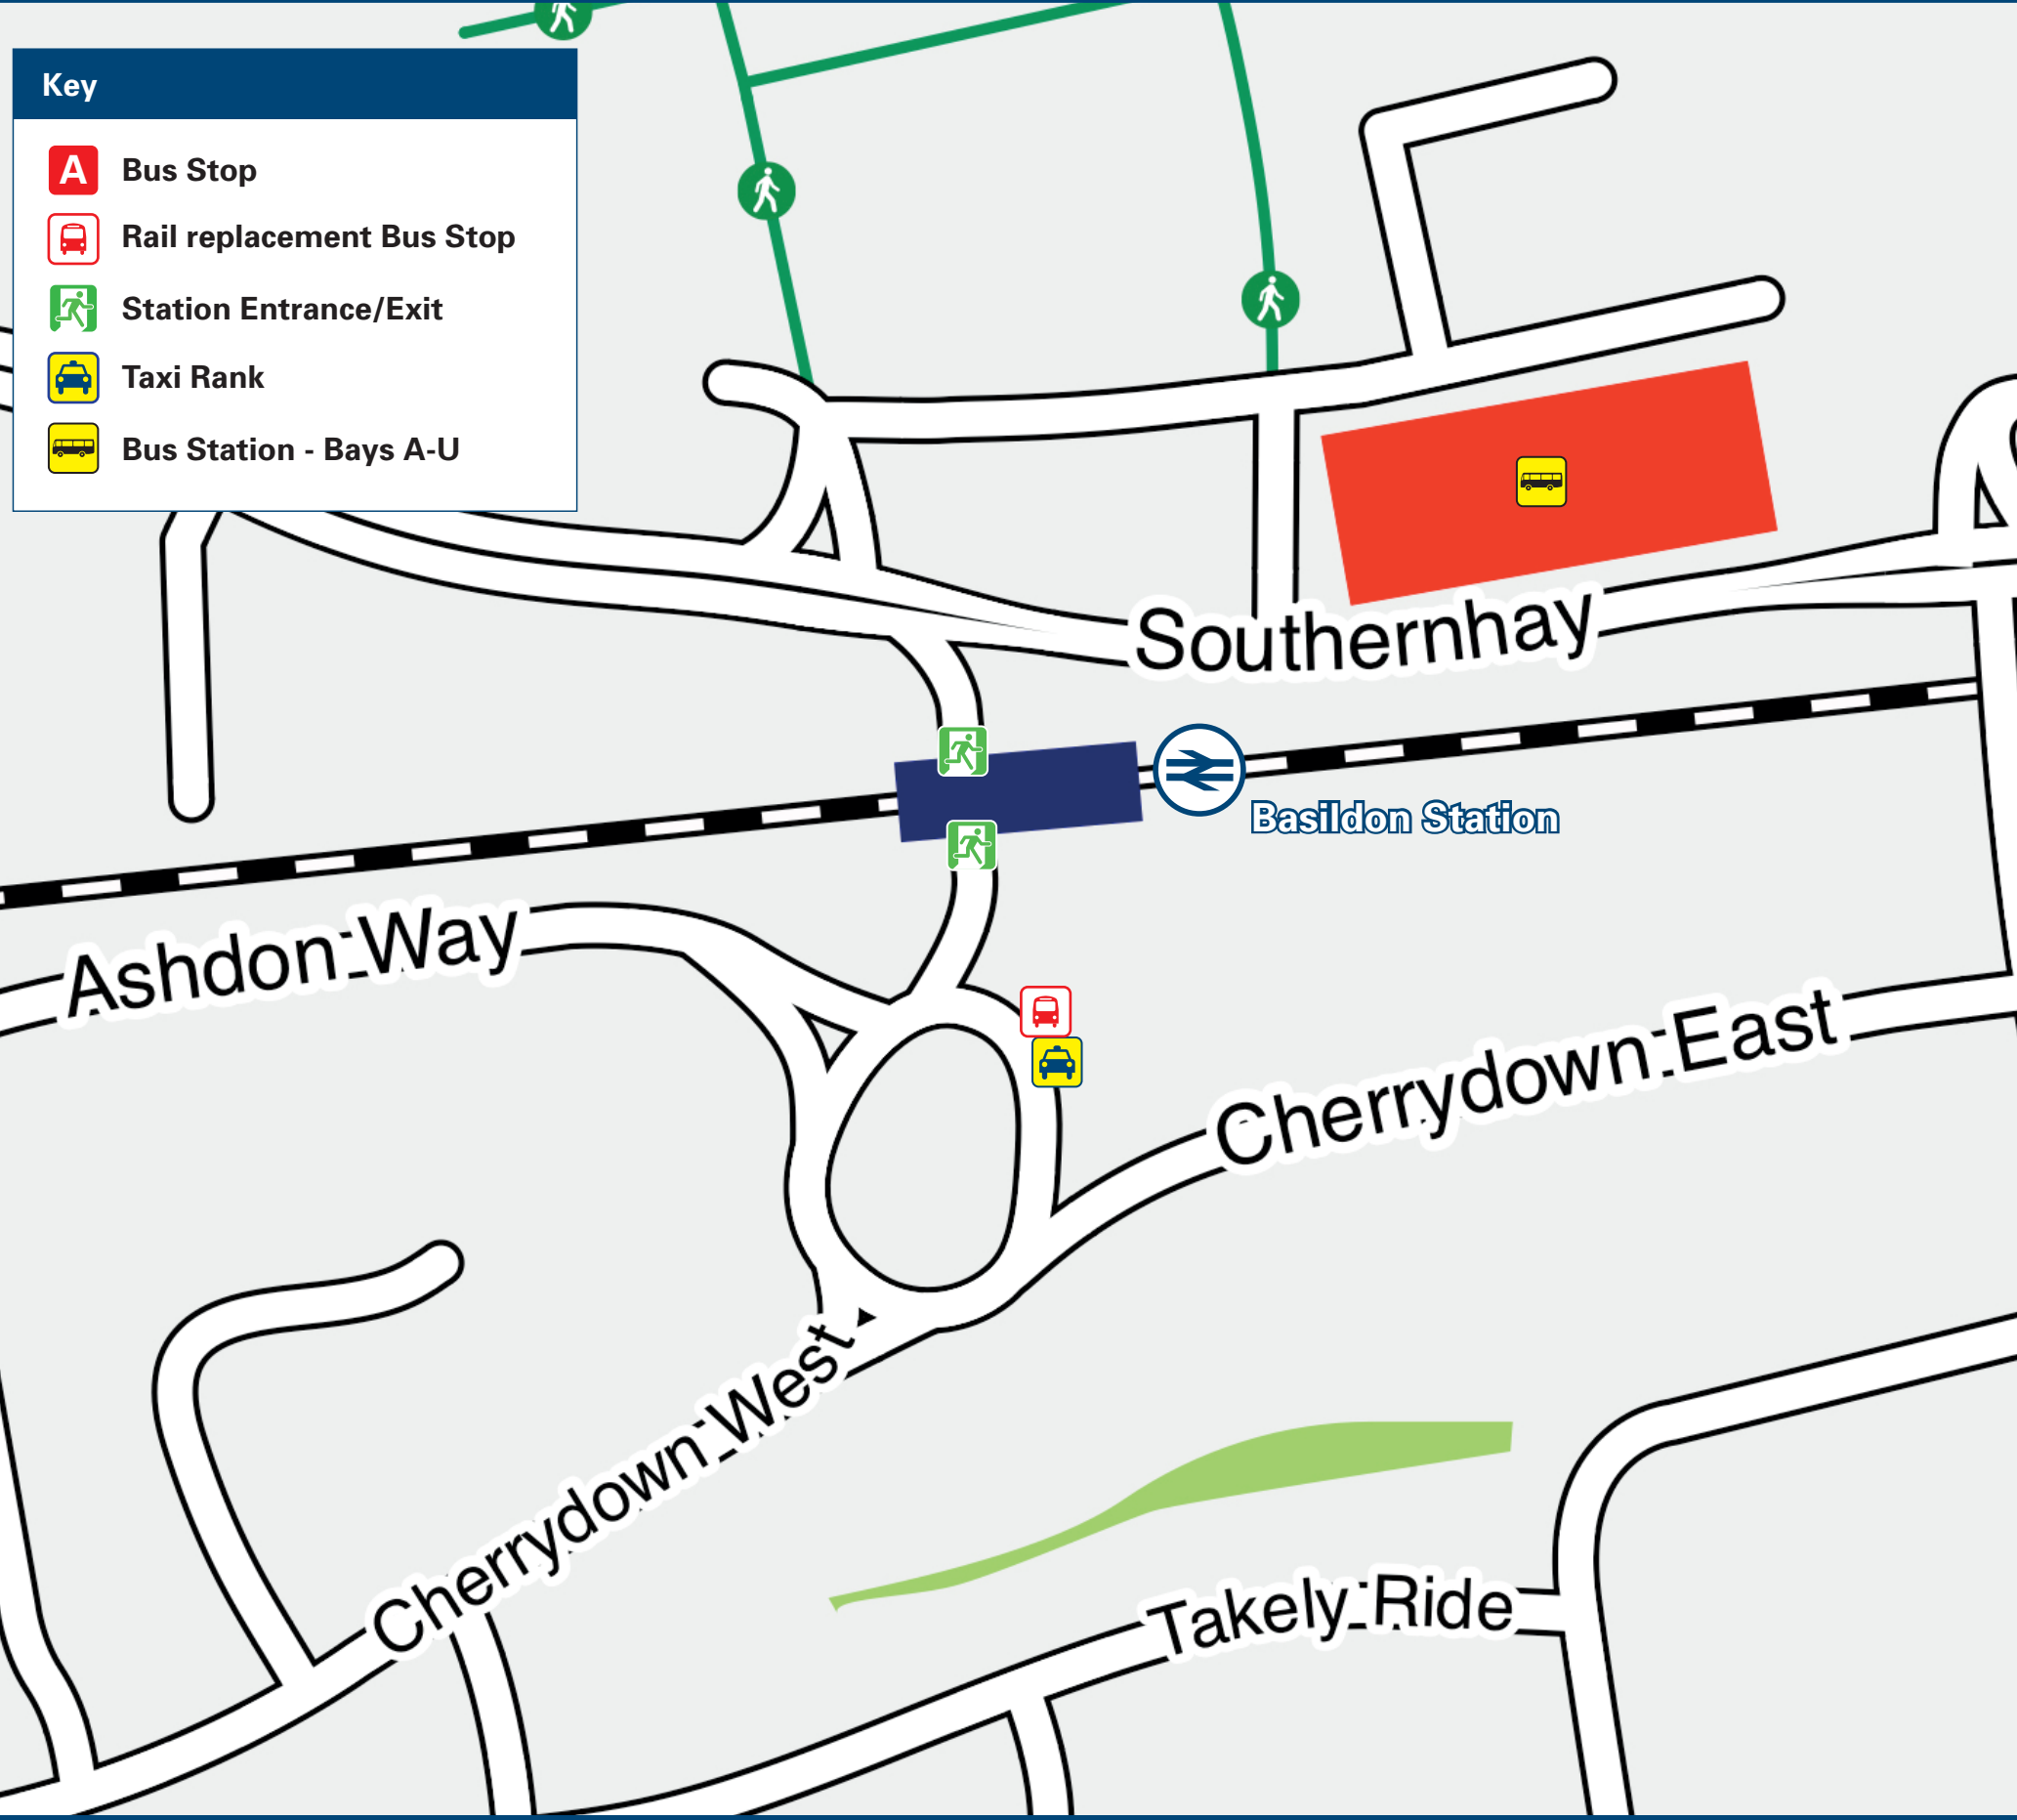 Key
A Bus Stop
Rail replacement Bus Stop
Station Entrance/Exit
Taxi Rank
Bus Station - Bays A-U
Southernhay
Basildon Station
Ashdon Way
Cherrydown East
Cherrydown West
Takely Ride